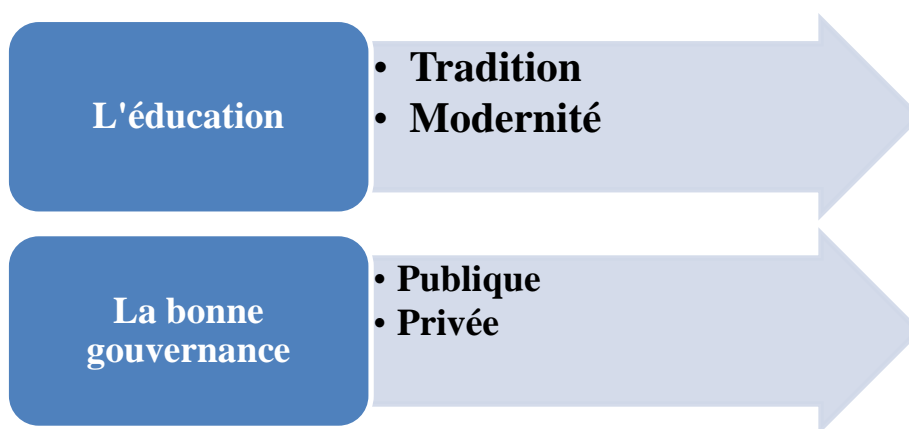 L'éducation
• Tradition
• Modernité
La bonne
gouvernance
• Publique
• Privée